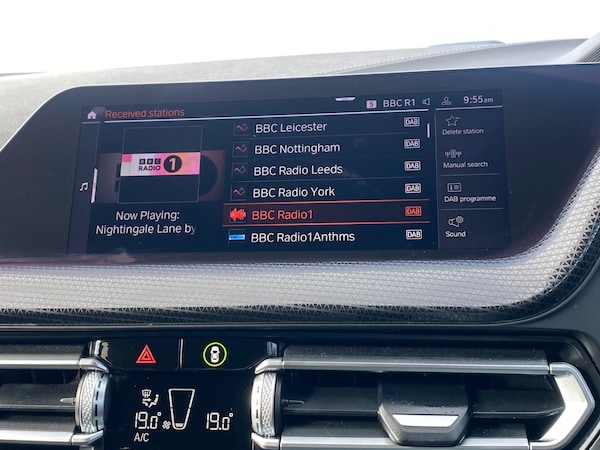 Received stations
5 BBC R1 9:55am
BBC RADIO 1
Now Playing:
Nightingale Lane by
BBC Leicester DAB
BBC Nottingham DAB
BBC Radio Leeds DAB
BBC Radio York DAB
BBC Radio1 DAB
BBC Radio1Anthms DAB
Delete station
Manual search
DAB programme
Sound
19.0° 19.0°
A/C